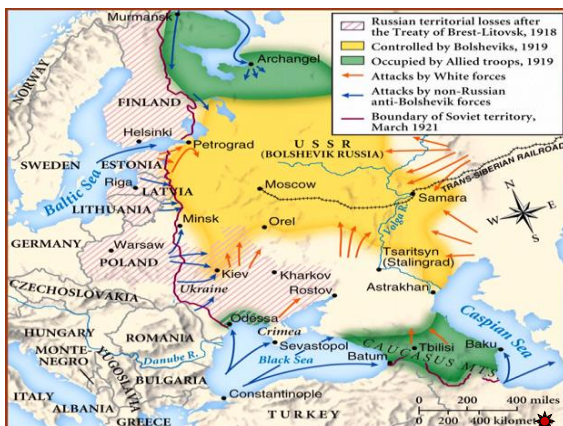 Murmansk
Archangel
Russian territorial losses after
the Treaty of Brest-Litovsk, 1918
Controlled by Bolsheviks, 1919
Occupied by Allied troops, 1919
Attacks by White forces
Attacks by non-Russian
anti-Bolshevik forces
Boundary of Soviet territory,
March 1921
NORWAY
FINLAND
Helsinki
Petrograd
USSR
(BOLSHEVIK RUSSIA)
TRANS-SIBERIAN RAILROAD
SWEDEN
ESTONIA
Baltic Sea
Riga
LATVIA
Moscow
Samara
Volga R.
N
W
E
S
LITHUANIA
Minsk
Orel
GERMANY
Warsaw
POLAND
Tsaritsyn
(Stalingrad)
Kiev
Kharkov
Ukraine
Rostov
Astrakhan
CZECHOSLOVAKIA
HUNGARY
ROMANIA
Odessa
Crimea
Sevastopol
Caspian Sea
MONTE-
NEGRO
YUGOSLAVIA
Danube R.
Black Sea
CAUCASUS MTS.
Tbilisi
Baku
Batum
BULGARIA
ITALY
ALBANIA
GREECE
Constantinople
TURKEY
0 200 400 miles
0 200 400 kilomet